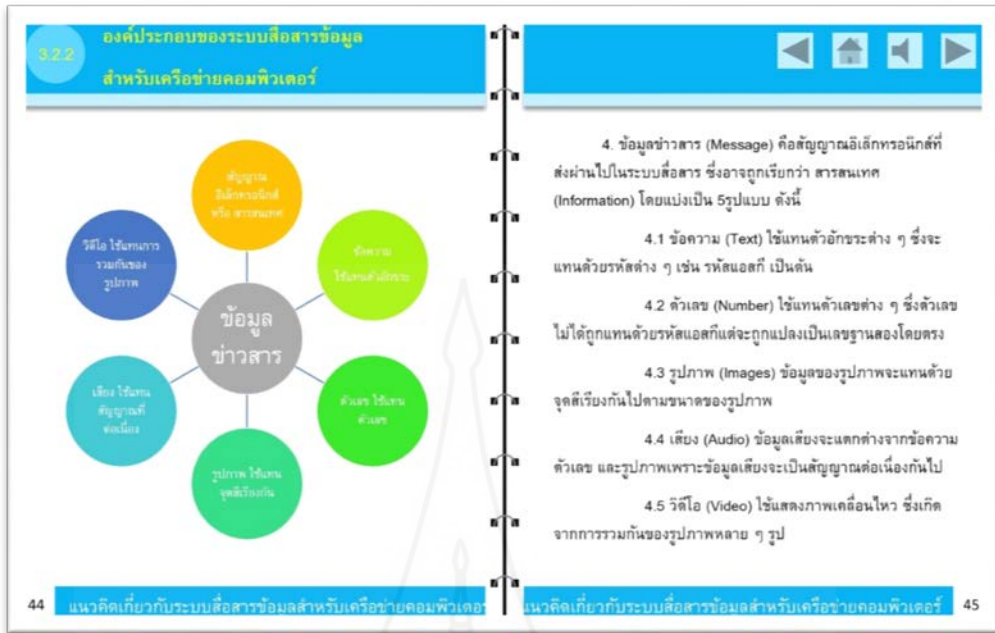 3.2.2
องค์ประกอบของระบบสื่อสารข้อมูล
สำหรับเครือข่ายคอมพิวเตอร์
สัญญาณ
อิเล็กทรอนิกส์
หรือ สารสนเทศ
ข้อความ
ใช้แทนตัวอักขระ
ตัวเลข ใช้แทน
ตัวเลข
รูปภาพ ใช้แทน
จุดสีเรียงกัน
เสียง ใช้แทน
สัญญาณที่
ต่อเนื่อง
วิดีโอ ใช้แทนการ
รวมกันของ
รูปภาพ
ข้อมูล
ข่าวสาร
44
แนวคิดเกี่ยวกับระบบสื่อสารข้อมูลสำหรับเครือข่ายคอมพิวเตอร์
4. ข้อมูลข่าวสาร (Message) คือสัญญาณอิเล็กทรอนิกส์ที่
ส่งผ่านไปในระบบสื่อสาร ซึ่งอาจถูกเรียกว่า สารสนเทศ
(Information) โดยแบ่งเป็น 5รูปแบบ ดังนี้
4.1 ข้อความ (Text) ใช้แทนตัวอักขระต่าง ๆ ซึ่งจะ
แทนด้วยรหัสต่าง ๆ เช่น รหัสแอสกี เป็นต้น
4.2 ตัวเลข (Number) ใช้แทนตัวเลขต่าง ๆ ซึ่งตัวเลข
ไม่ได้ถูกแทนด้วยรหัสแอสกีแต่จะถูกแปลงเป็นเลขฐานสองโดยตรง
4.3 รูปภาพ (Images) ข้อมูลของรูปภาพจะแทนด้วย
จุดสีเรียงกันไปตามขนาดของรูปภาพ
4.4 เสียง (Audio) ข้อมูลเสียงจะแตกต่างจากข้อความ
ตัวเลข และรูปภาพเพราะข้อมูลเสียงจะเป็นสัญญาณต่อเนื่องกันไป
4.5 วิดีโอ (Video) ใช้แสดงภาพเคลื่อนไหว ซึ่งเกิด
จากการรวมกันของรูปภาพหลาย ๆ รูป
แนวคิดเกี่ยวกับระบบสื่อสารข้อมูลสำหรับเครือข่ายคอมพิวเตอร์
45